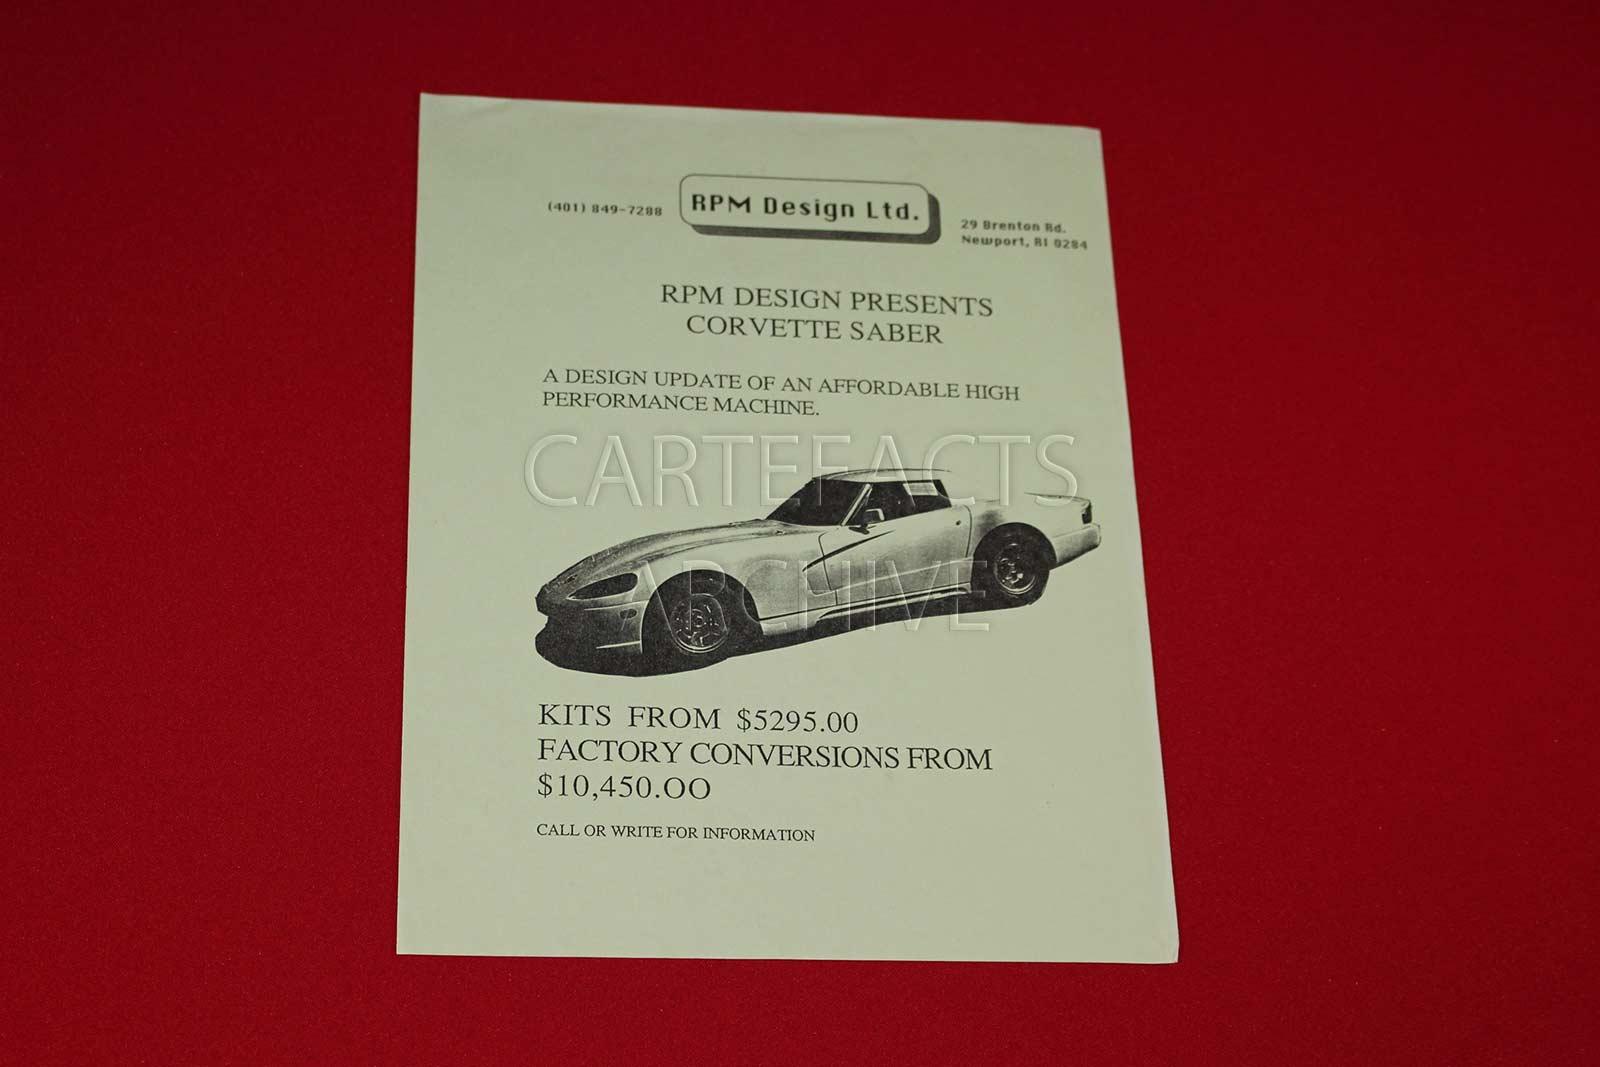 (401) 849-7288
RPM Design Ltd.
29 Brenton Rd.
Newport, RI 0284
RPM DESIGN PRESENTS
CORVETTE SABER
A DESIGN UPDATE OF AN AFFORDABLE HIGH
PERFORMANCE MACHINE.
CARTEFACTS
ARCHIVE
KITS FROM $5295.00
FACTORY CONVERSIONS FROM
$10,450.OO
CALL OR WRITE FOR INFORMATION